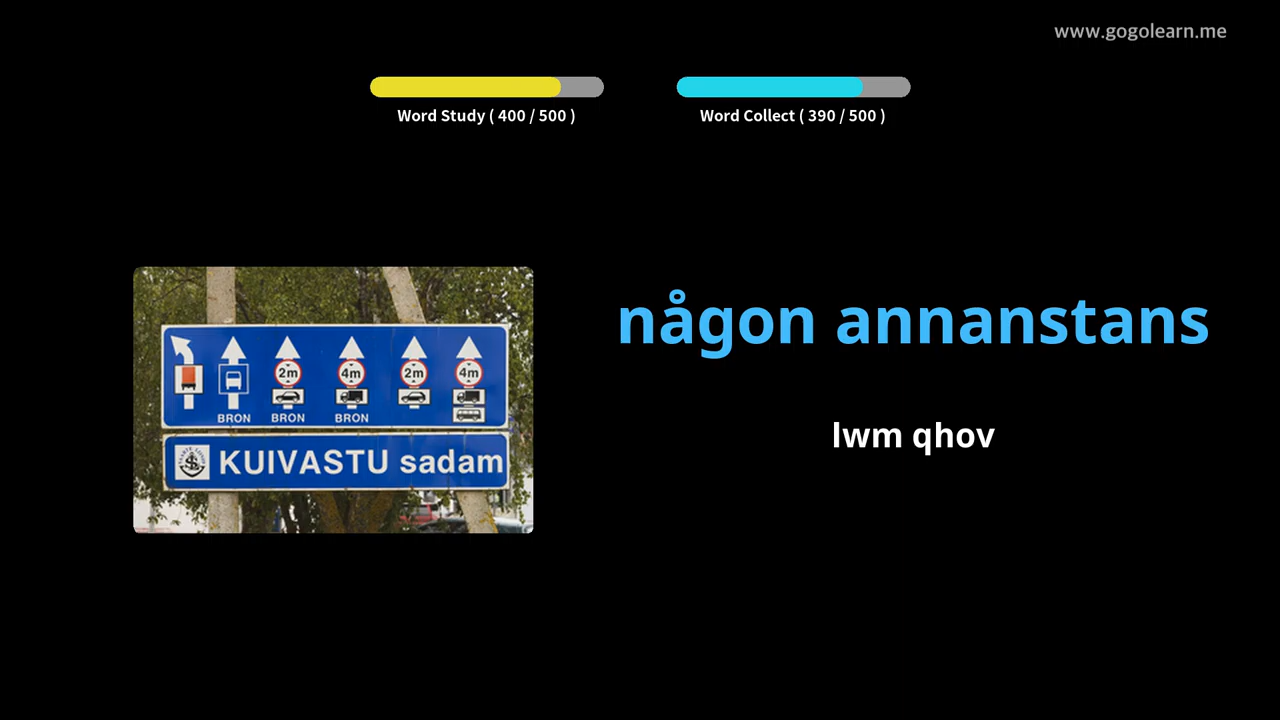 www.gogolearn.me
Word Study ( 400 / 500 )
Word Collect ( 390 / 500 )
någon annanstans
lwm qhov
2m 4m 2m 4m
BRON BRON BRON
KUIVASTU sadam